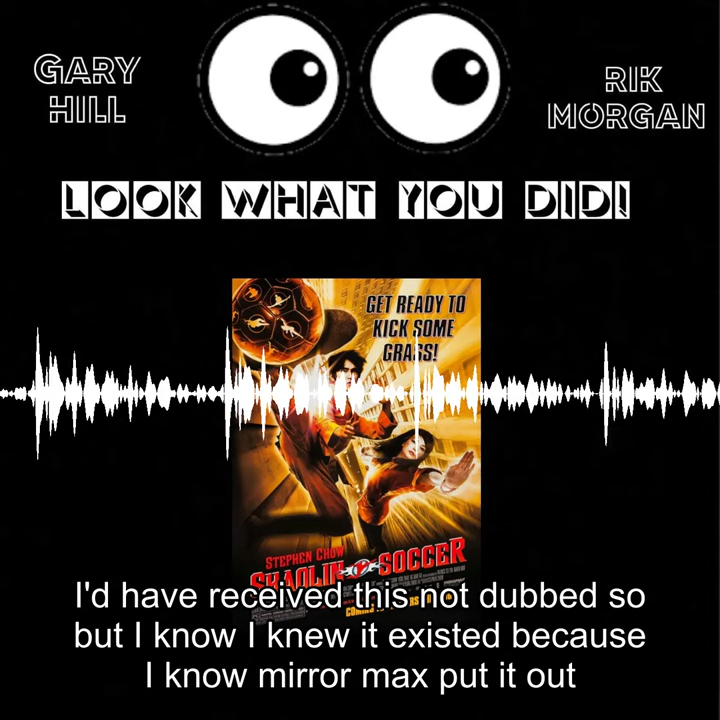 GARY
HILL
RIK
MORGAN
LOOK WHAT YOU DID!
GET READY TO
KICK SOME
GRASS!
STEPHEN CHOW
SHAOLIN SOCCER
I'd have received this not dubbed so
but I know I knew it existed because
I know mirror max put it out